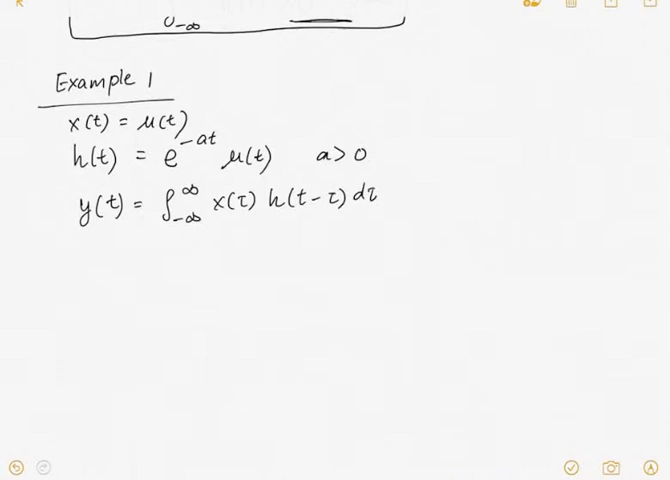 ∫-∞
Example 1
x(t) = u(t)
h(t) = e^{-at} u(t)   a > 0
y(t) = ∫_{-∞}^{∞} x(τ) h(t-τ) dτ